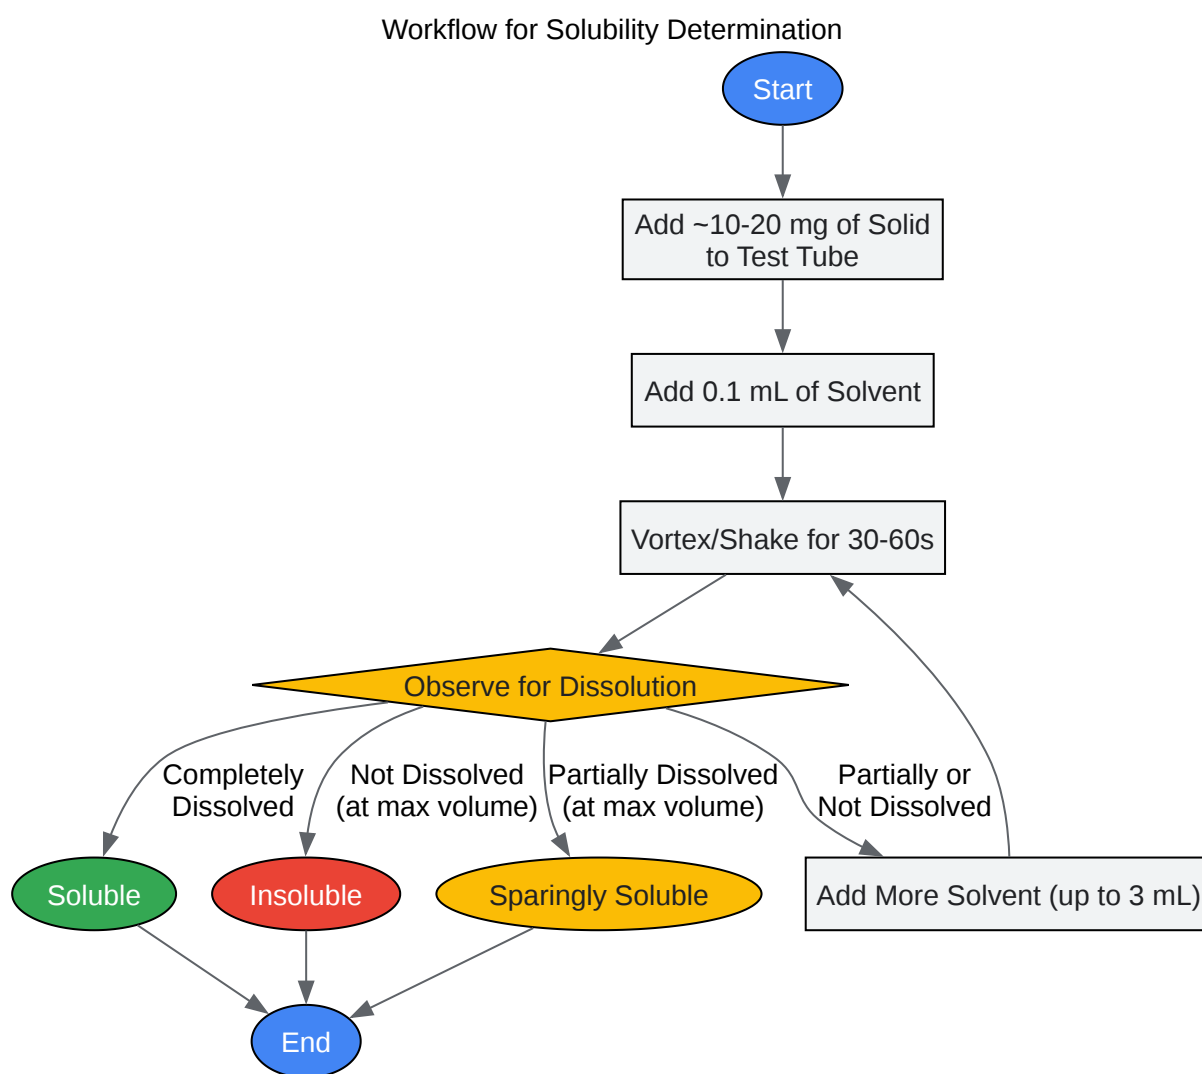 Workflow for Solubility Determination
Start
Add ~10-20 mg of Solid
to Test Tube
Add 0.1 mL of Solvent
Vortex/Shake for 30-60s
Observe for Dissolution
Completely
Dissolved
Not Dissolved
(at max volume)
Partially Dissolved
(at max volume)
Partially or
Not Dissolved
Soluble
Insoluble
Sparingly Soluble
Add More Solvent (up to 3 mL)
End